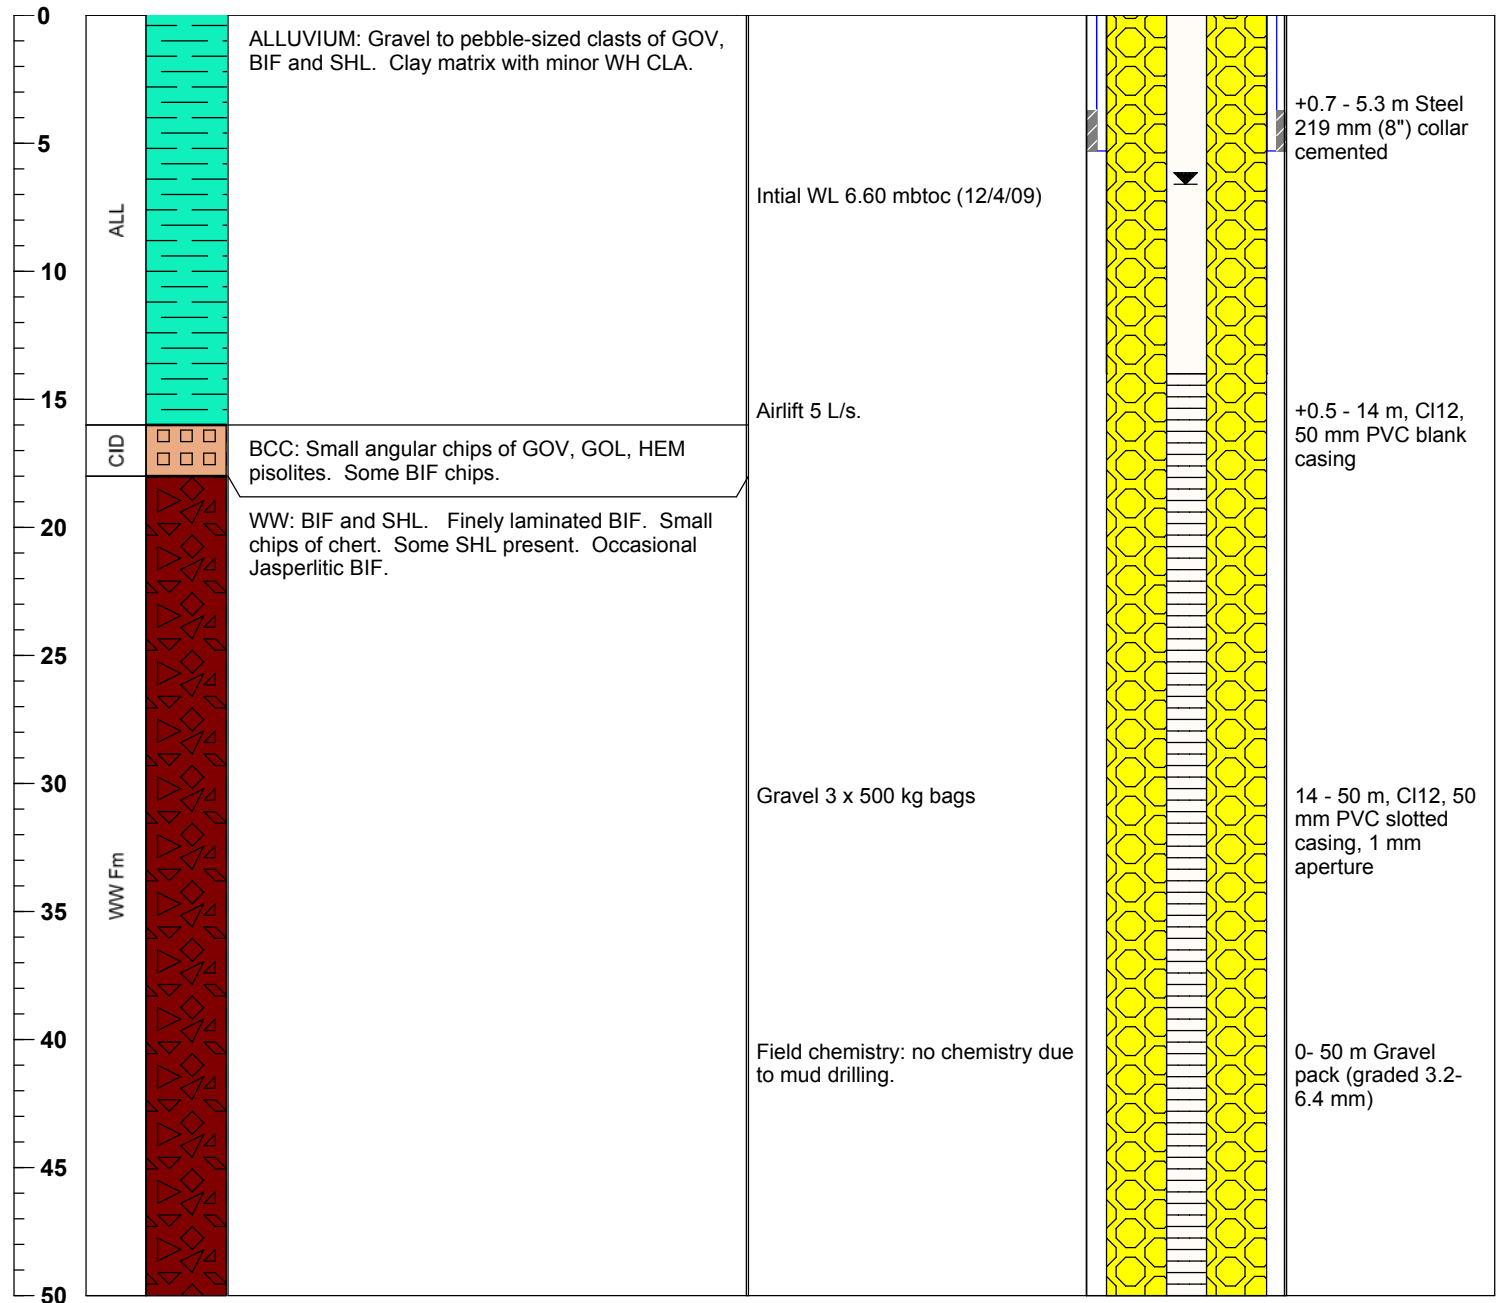 0
5
10
15
20
25
30
35
40
45
50
ALL
CID
WW Fm
ALLUVIUM: Gravel to pebble-sized clasts of GOV,
BIF and SHL. Clay matrix with minor WH CLA.
BCC: Small angular chips of GOV, GOL, HEM
pisolites. Some BIF chips.
WW: BIF and SHL. Finely laminated BIF. Small
chips of chert. Some SHL present. Occasional
Jasperlitic BIF.
Intial WL 6.60 mbtoc (12/4/09)
Airlift 5 L/s.
Gravel 3 x 500 kg bags
Field chemistry: no chemistry due
to mud drilling.
+0.7 - 5.3 m Steel
219 mm (8") collar
cemented
+0.5 - 14 m, Cl12,
50 mm PVC blank
casing
14 - 50 m, Cl12, 50
mm PVC slotted
casing, 1 mm
aperture
0- 50 m Gravel
pack (graded 3.2-
6.4 mm)